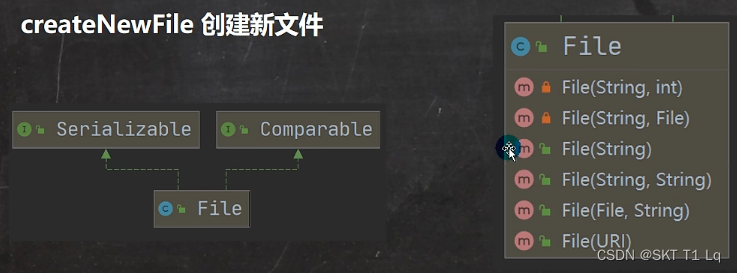 createNewFile 创建新文件
Serializable
Comparable
File
File
File(String, int)
File(String, File)
File(String)
File(String, String)
File(File, String)
File(URI)
CSDN @SKT T1 Lq